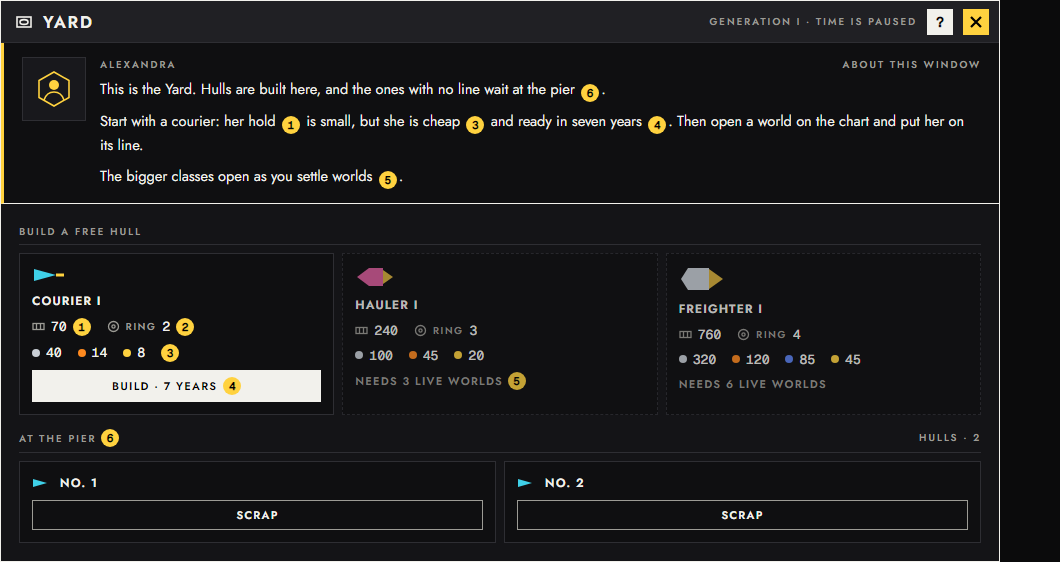 YARD
GENERATION I · TIME IS PAUSED ? ×
ALEXANDRA
ABOUT THIS WINDOW
This is the Yard. Hulls are built here, and the ones with no line wait at the pier 6 .
Start with a courier: her hold 1 is small, but she is cheap 3 and ready in seven years 4 . Then open a world on the chart and put her on
its line.
The bigger classes open as you settle worlds 5 .
BUILD A FREE HULL
COURIER I
70 1 RING 2 2
40 14 8 3
BUILD · 7 YEARS 4
HAULER I
240 RING 3
100 45 20
NEEDS 3 LIVE WORLDS 5
FREIGHTER I
760 RING 4
320 120 85 45
NEEDS 6 LIVE WORLDS
AT THE PIER 6
HULLS · 2
NO. 1
SCRAP
NO. 2
SCRAP